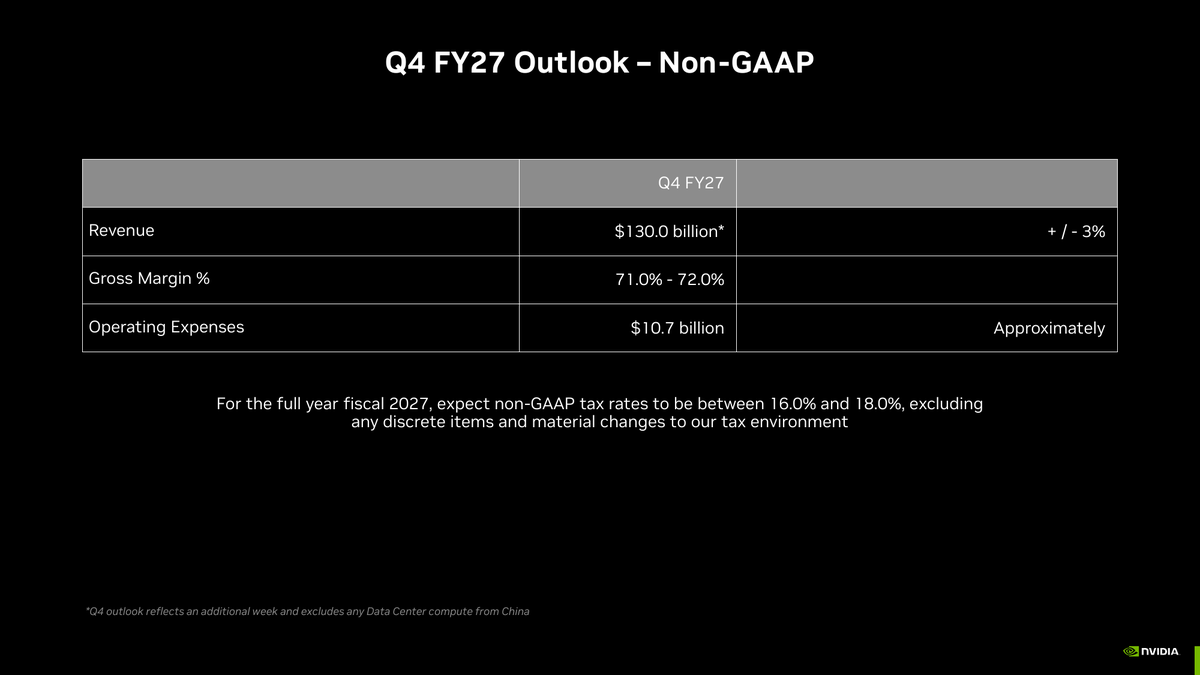 Q4 FY27 Outlook – Non-GAAP
Q4 FY27
Revenue $130.0 billion* + / - 3%
Gross Margin % 71.0% - 72.0%
Operating Expenses $10.7 billion Approximately
For the full year fiscal 2027, expect non-GAAP tax rates to be between 16.0% and 18.0%, excluding
any discrete items and material changes to our tax environment
*Q4 outlook reflects an additional week and excludes any Data Center compute from China
NVIDIA